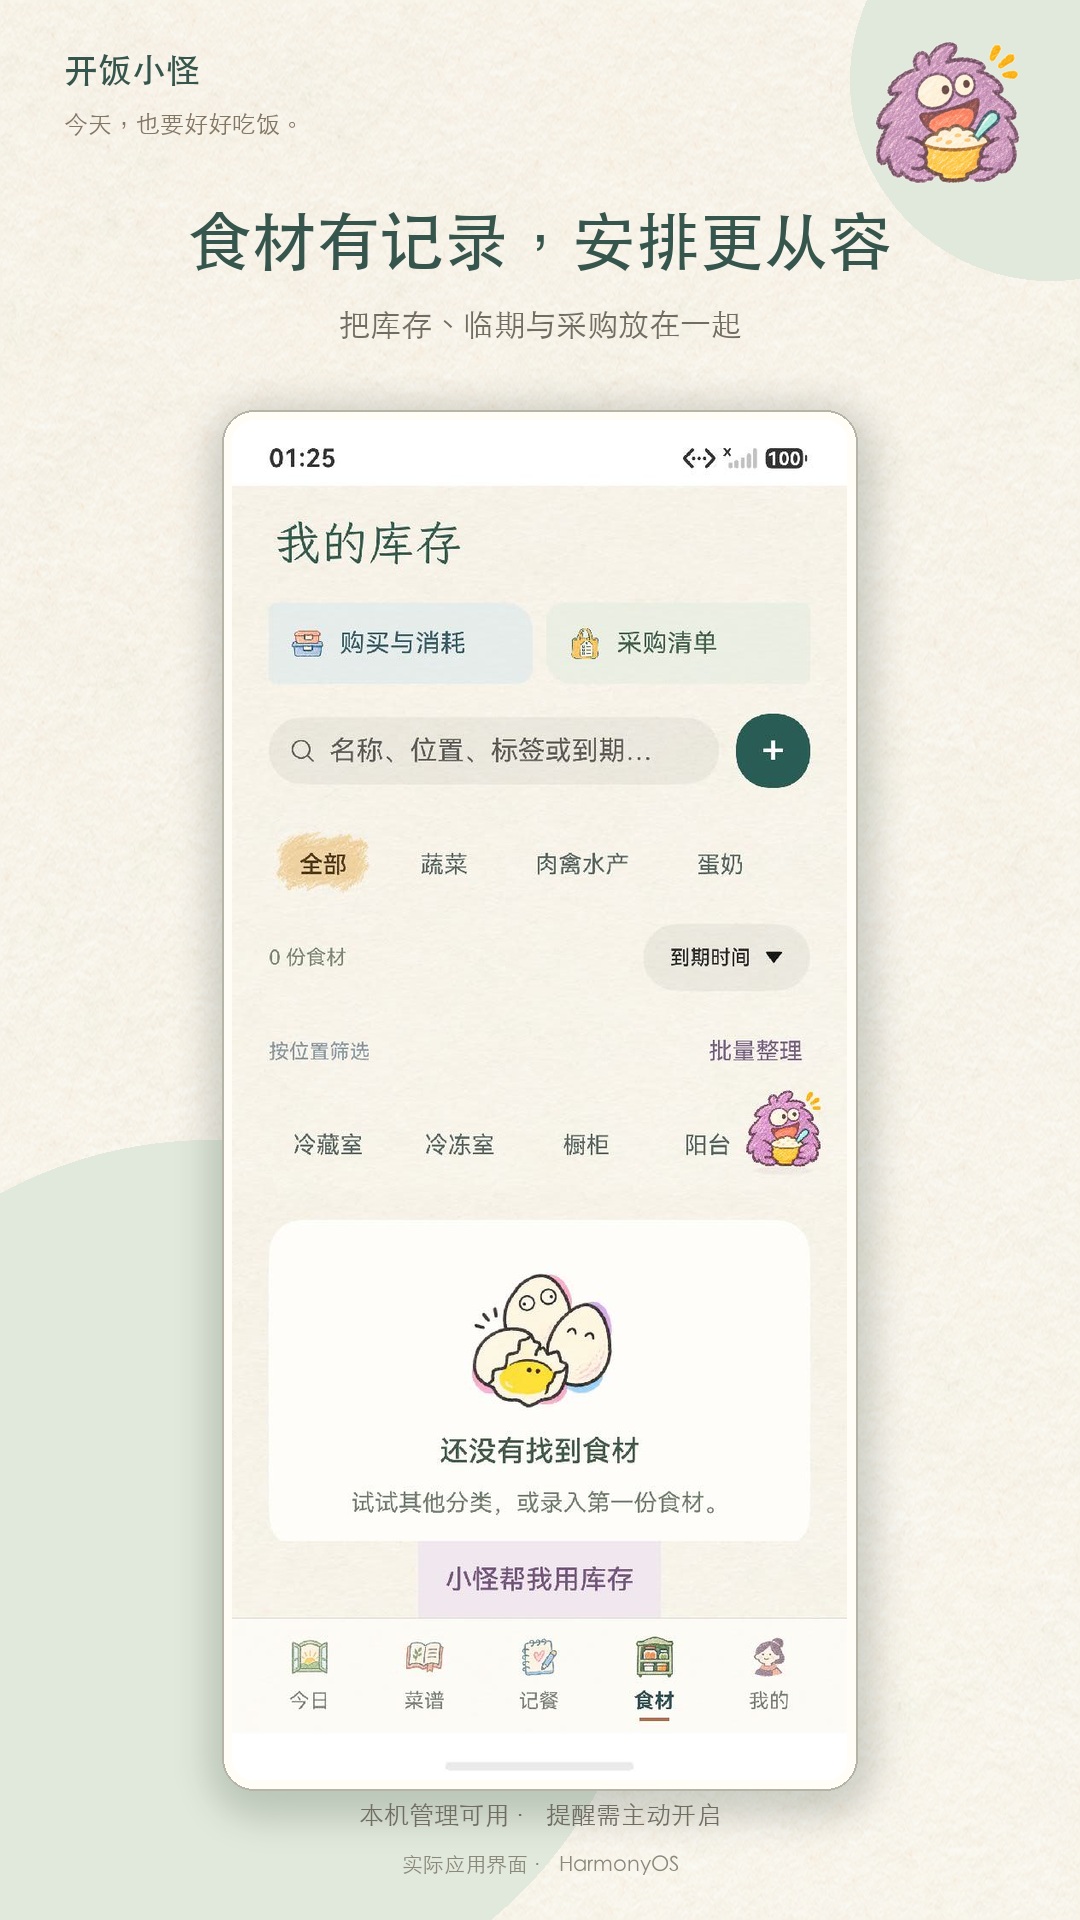 开饭小怪
今天，也要好好吃饭。
食材有记录，安排更从容
把库存、临期与采购放在一起
01:25
100
我的库存
购买与消耗
采购清单
名称、位置、标签或到期...
+
全部 蔬菜 肉禽水产 蛋奶
0 份食材
到期时间
按位置筛选
批量整理
冷藏室 冷冻室 橱柜 阳台
还没有找到食材
试试其他分类，或录入第一份食材。
小怪帮我用库存
今日 菜谱 记餐 食材 我的
本机管理可用 · 提醒需主动开启
实际应用界面 · HarmonyOS